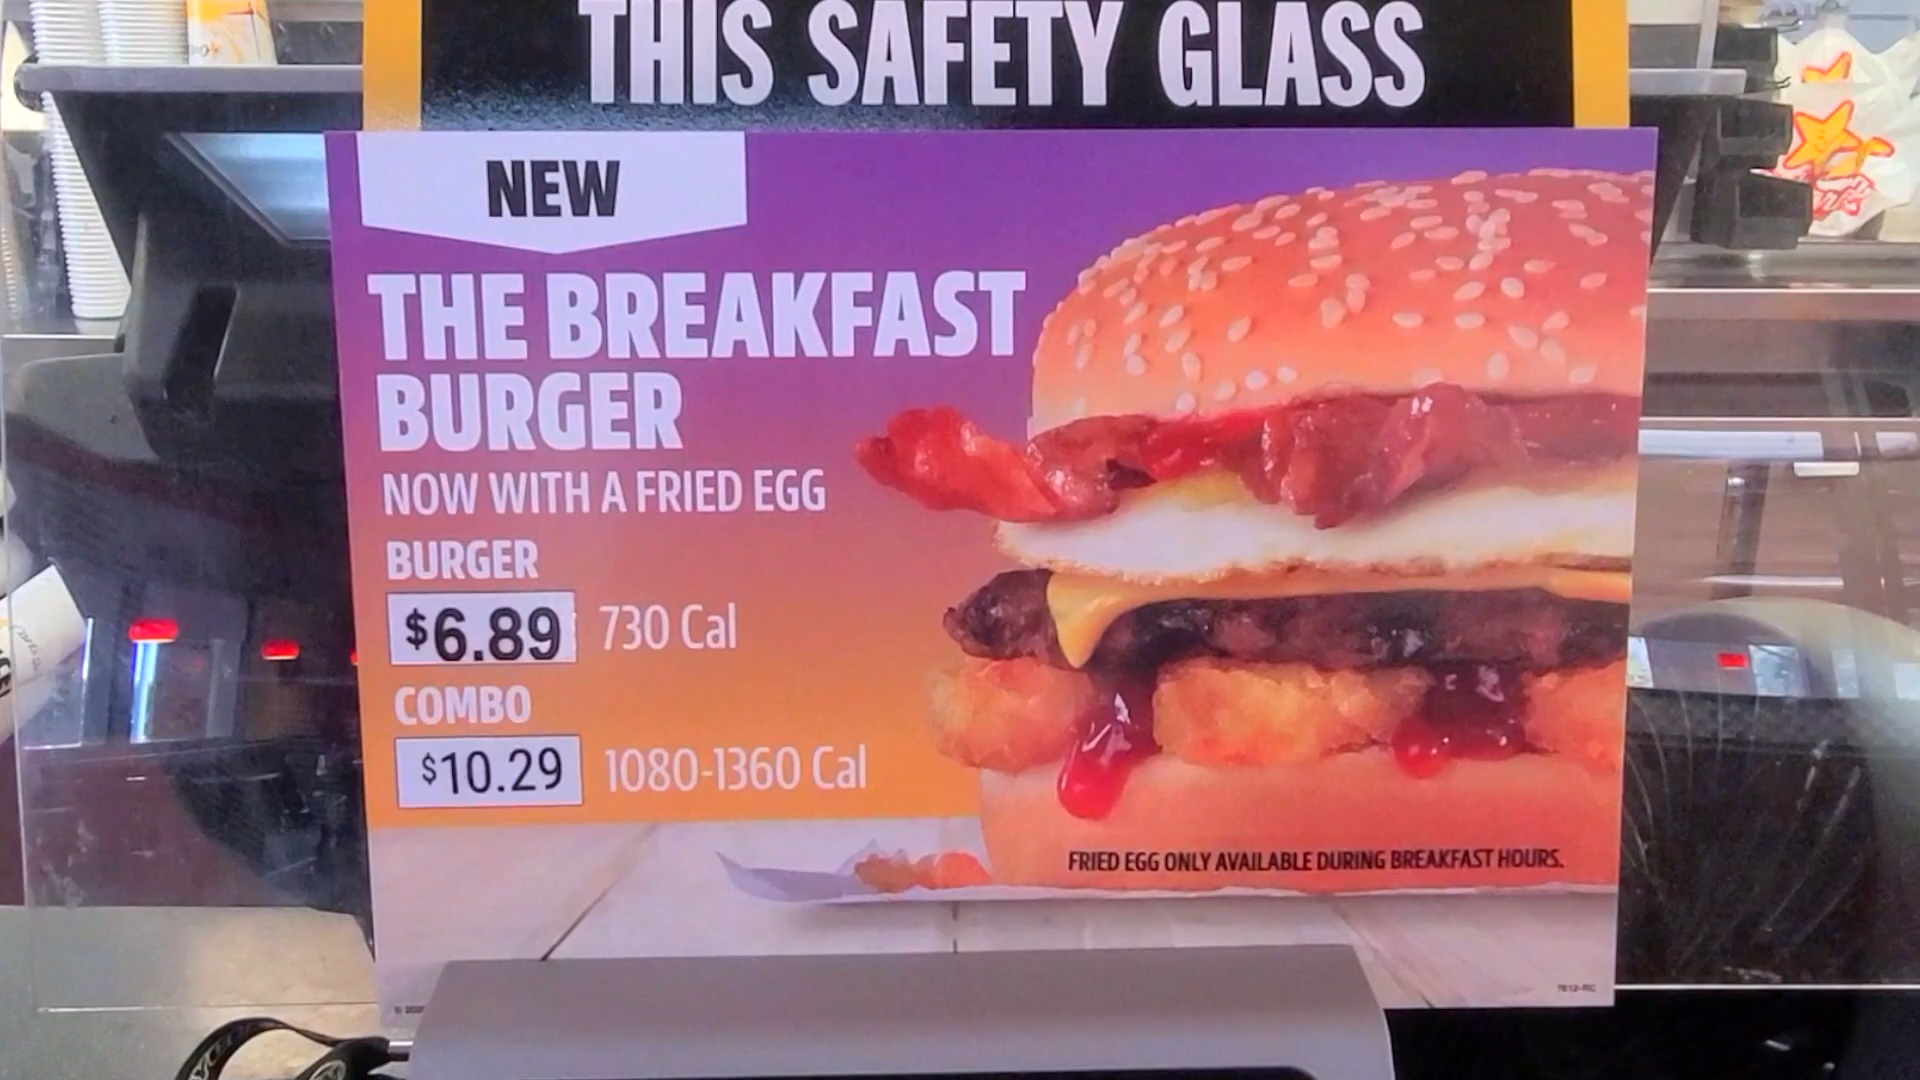 THIS SAFETY GLASS
NEW
THE BREAKFAST
BURGER
NOW WITH A FRIED EGG
BURGER
$6.89 730 Cal
COMBO
$10.29 1080-1360 Cal
FRIED EGG ONLY AVAILABLE DURING BREAKFAST HOURS.